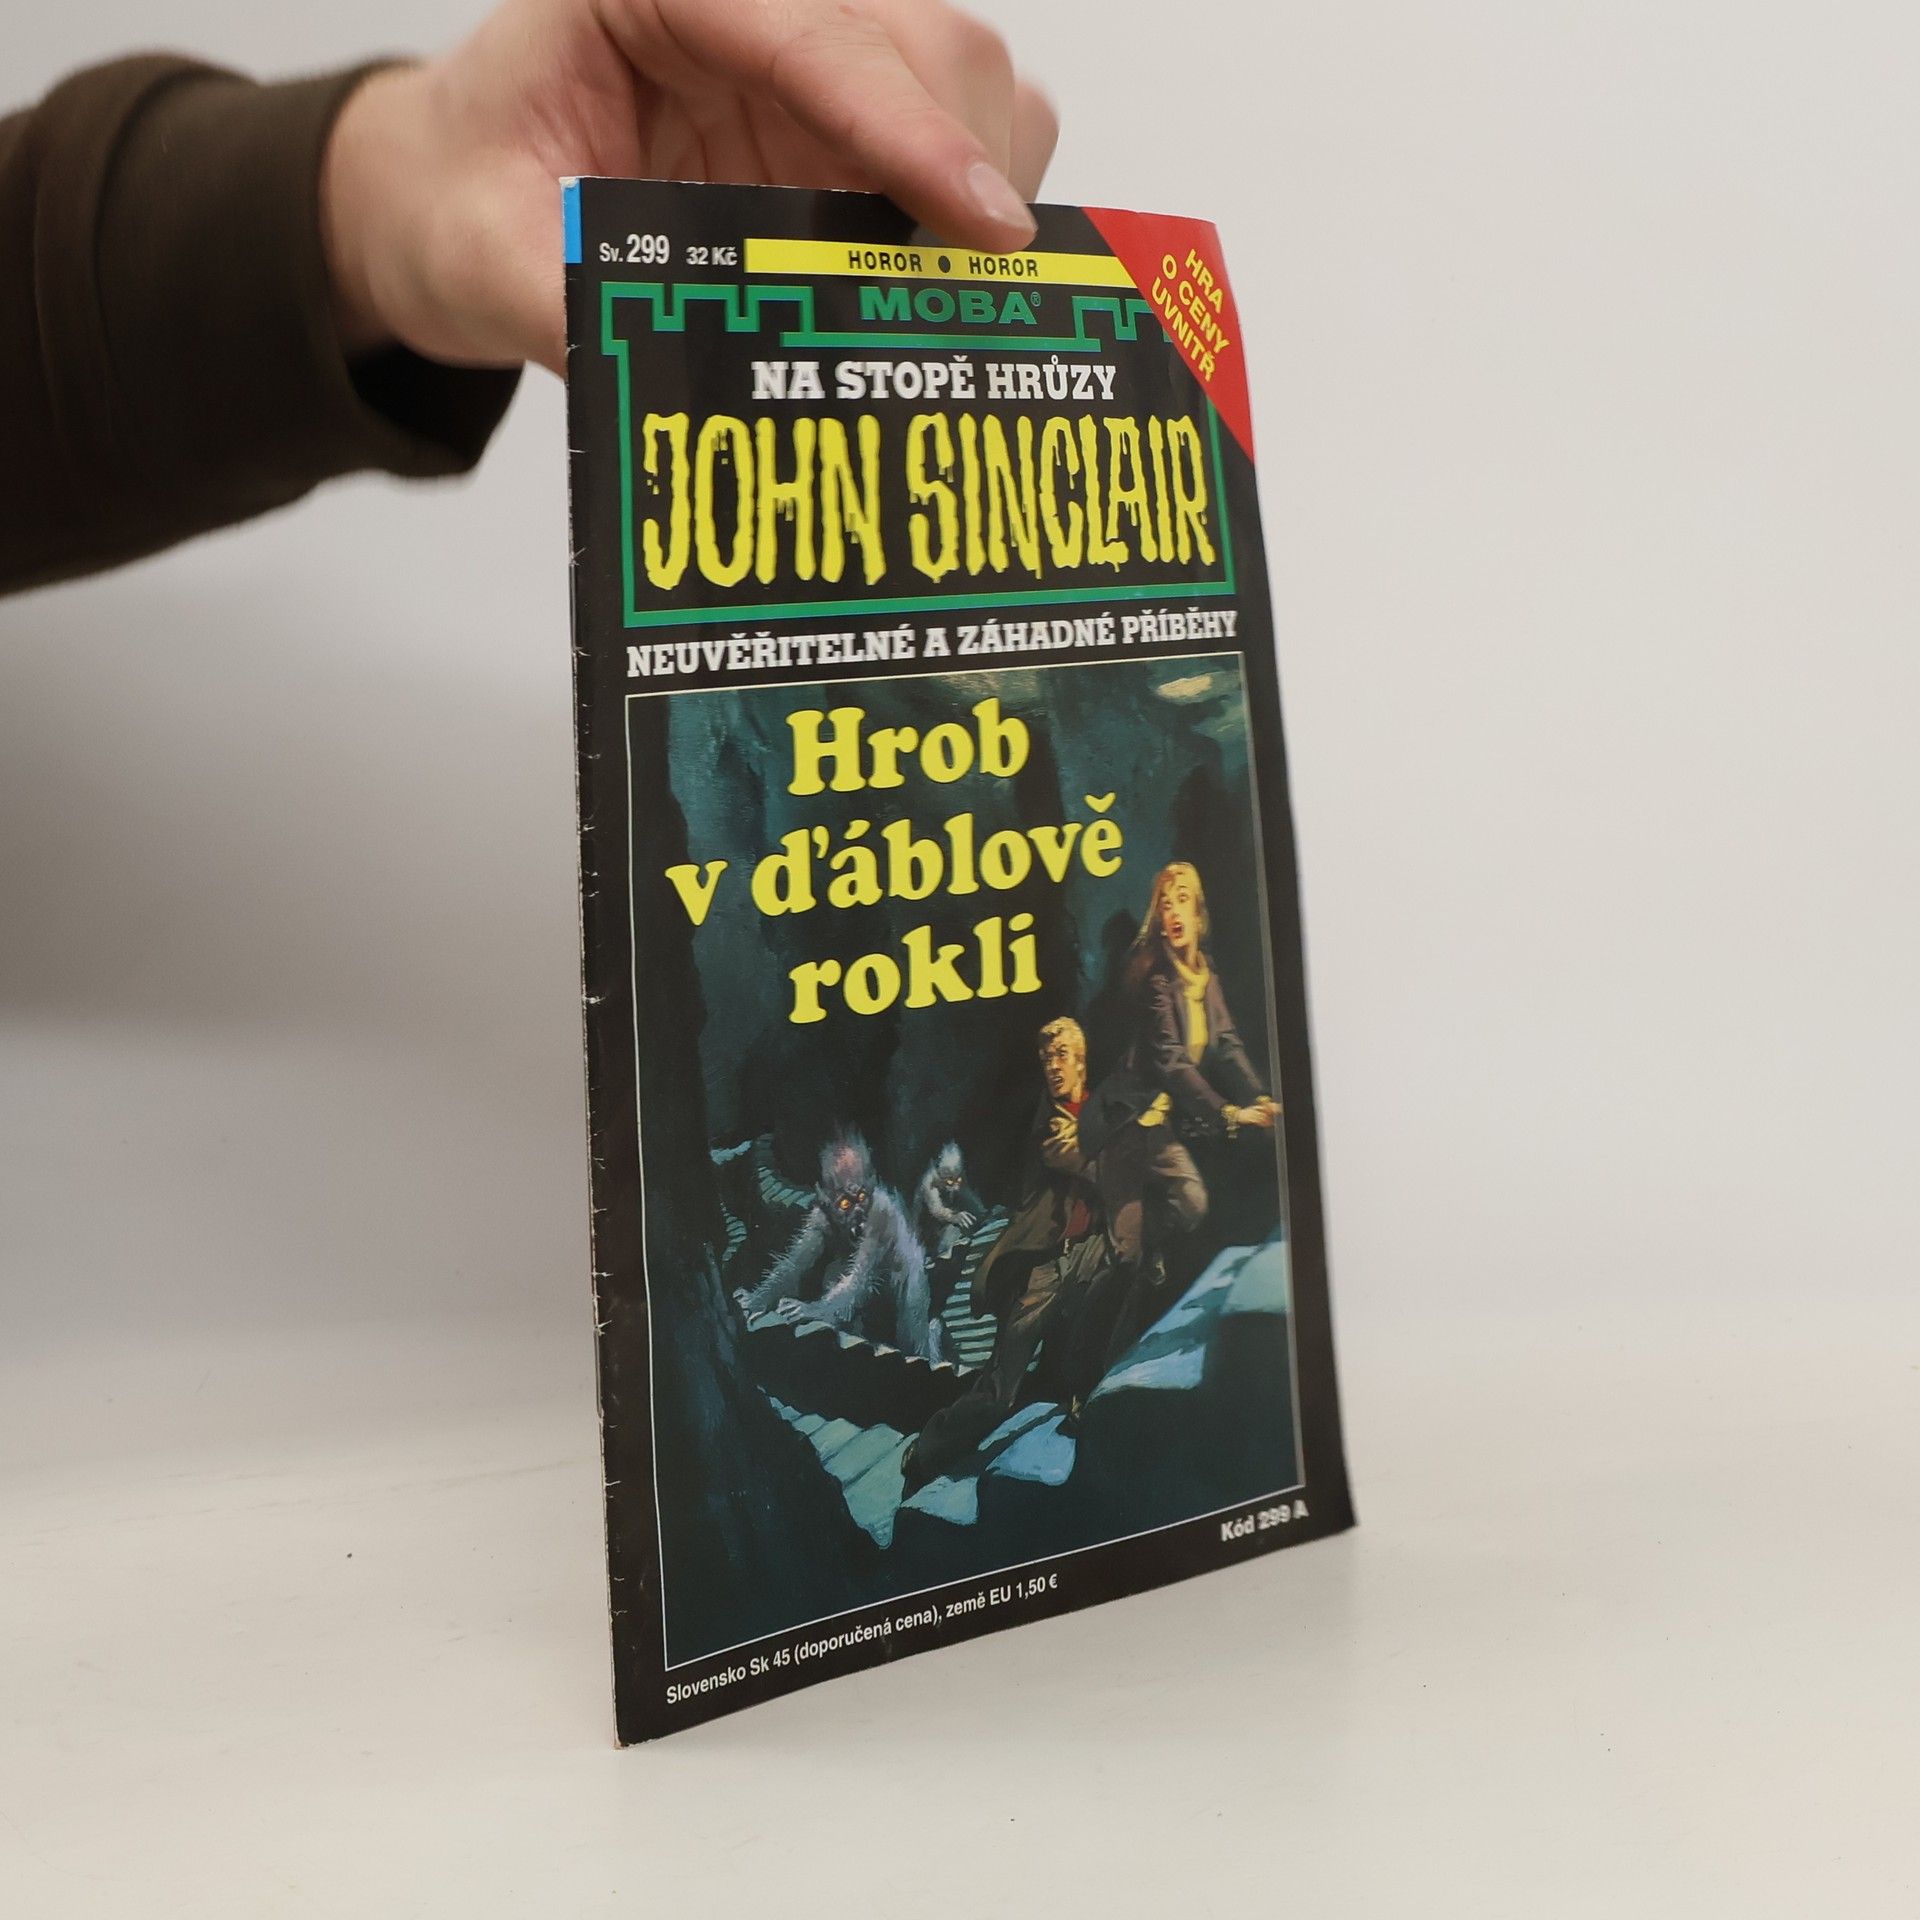 Sv. 299 32 Kč
HOROR ● HOROR
HRA
O CENY
UVNITŘ
MOBA®
NA STOPĚ HRŮZY
JOHN SINCLAIR
NEUVĚŘITELNÉ A ZÁHADNÉ PŘÍBĚHY
Hrob
v ďáblově
rokli
Kód 299 A
Slovensko Sk 45 (doporučená cena), země EU 1,50 €